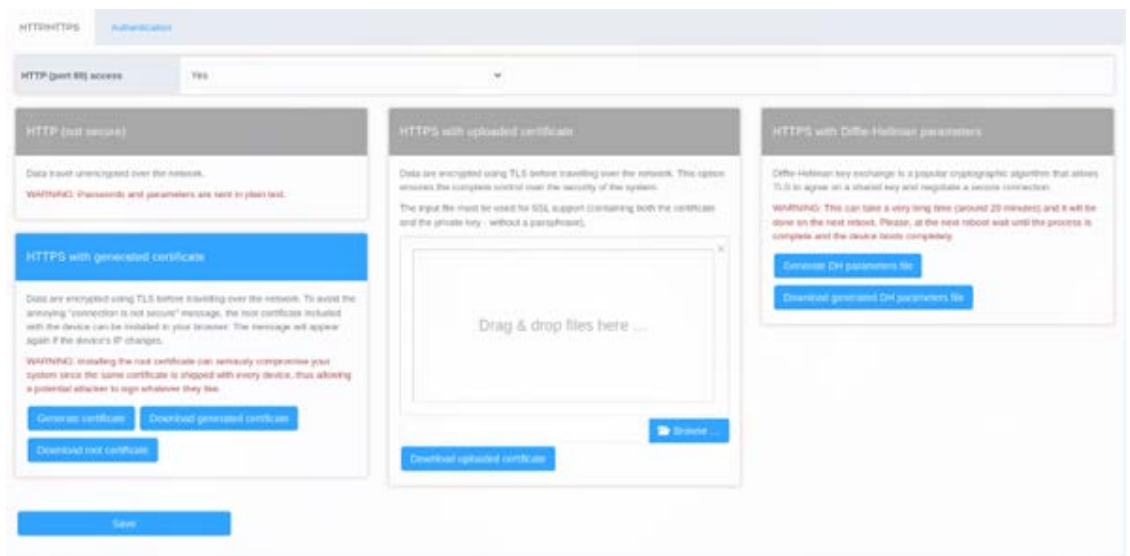 HTTP/HTTPS
Authentication
HTTP (port 80) access
Yes
HTTP (not secure)
Data travel unencrypted over the network.
WARNING: Passwords and parameters are sent in plain text.
HTTPS with generated certificate
Data are encrypted using TLS before travelling over the network. To avoid the
annoying "connection is not secure" message, the root certificate included
with the device can be installed in your browser. The message will appear
again if the device's IP changes.
WARNING: Installing the root certificate can seriously compromise your
system since the same certificate is shipped with every device, thus allowing
a potential attacker to sign whatever they like.
Generate certificate
Download generated certificate
Download root certificate
HTTPS with uploaded certificate
Data are encrypted using TLS before travelling over the network. This option
ensures the complete control over the security of the system.
The input file must be used for SSL support (containing both the certificate
and the private key - without a passphrase).
×
Drag & drop files here ...
Browse ...
Download uploaded certificate
HTTPS with Diffie-Hellman parameters
Diffie-Hellman key exchange is a popular cryptographic algorithm that allows
TLS to agree on a shared key and negotiate a secure connection.
WARNING: This can take a very long time (around 20 minutes) and it will be
done on the next reboot. Please, at the next reboot wait until the process is
complete and the device boots completely.
Generate DH parameters file
Download generated DH parameters file
Save